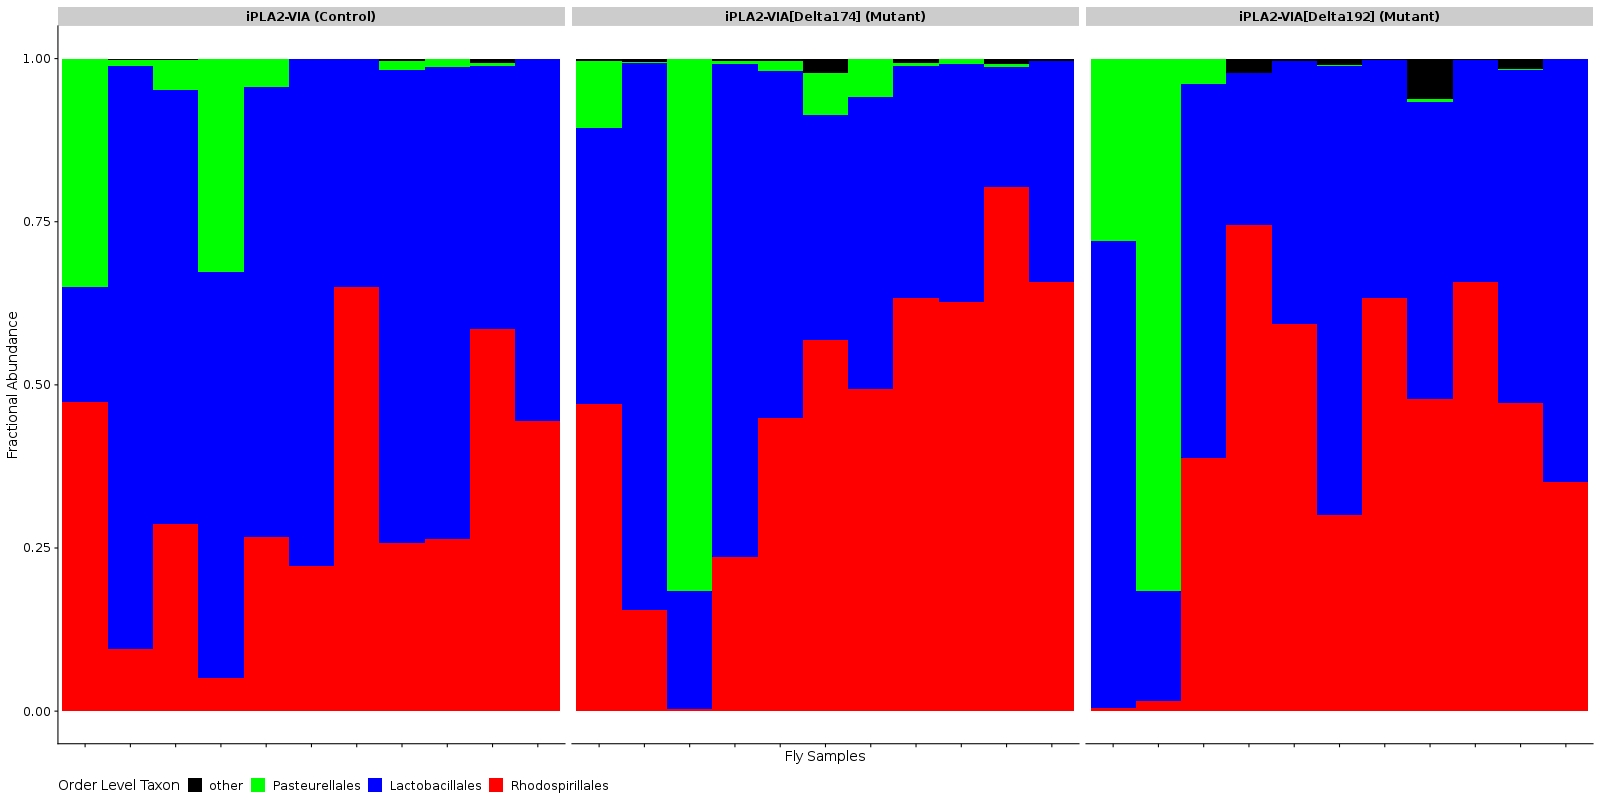 iPLA2-VIA (Control)
iPLA2-VIA[Delta174] (Mutant)
iPLA2-VIA[Delta192] (Mutant)
Fractional Abundance
1.00
0.75
0.50
0.25
0.00
Fly Samples
Order Level Taxon other Pasteurellales Lactobacillales Rhodospirillales